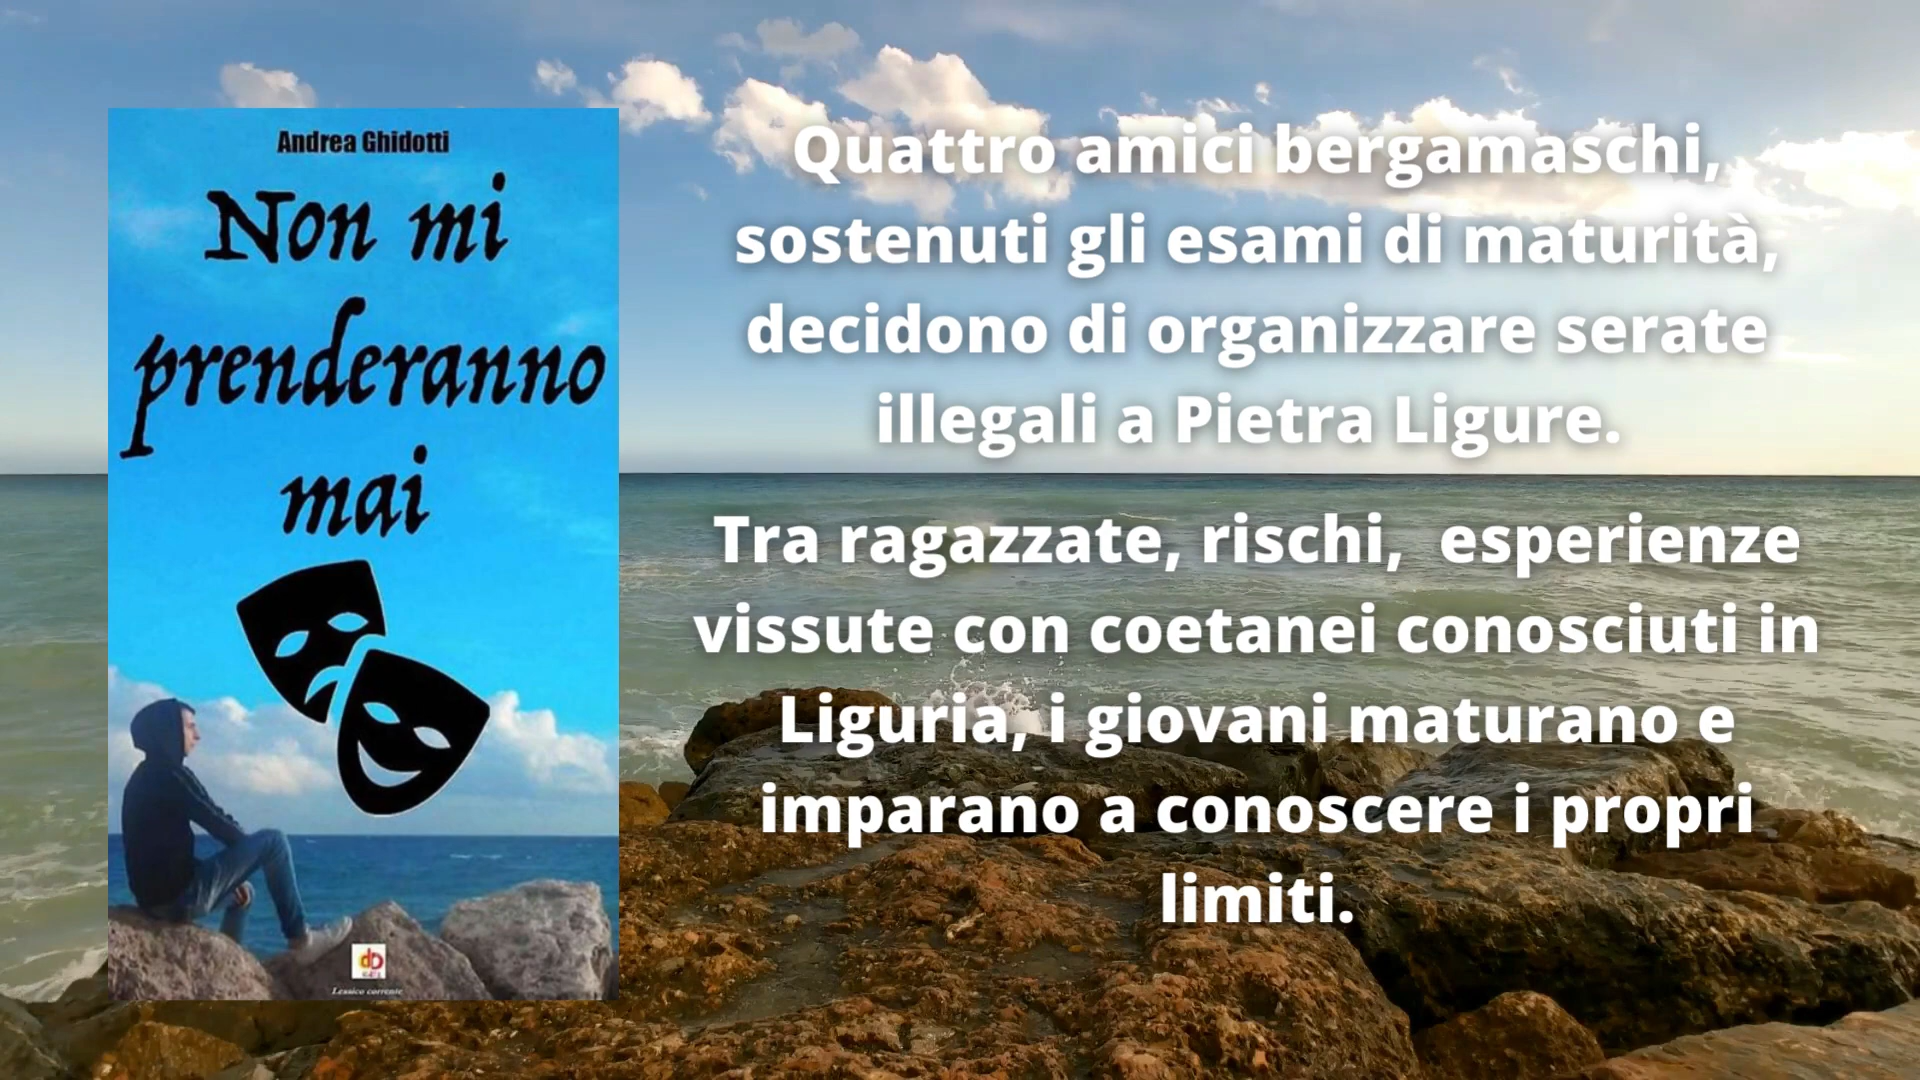 Andrea Ghidotti
Non mi
prenderanno
mai
Lessico corrente
Quattro amici bergamaschi,
sostenuti gli esami di maturità,
decidono di organizzare serate
illegali a Pietra Ligure.
Tra ragazzate, rischi,  esperienze
vissute con coetanei conosciuti in
Liguria, i giovani maturano e
imparano a conoscere i propri
limiti.